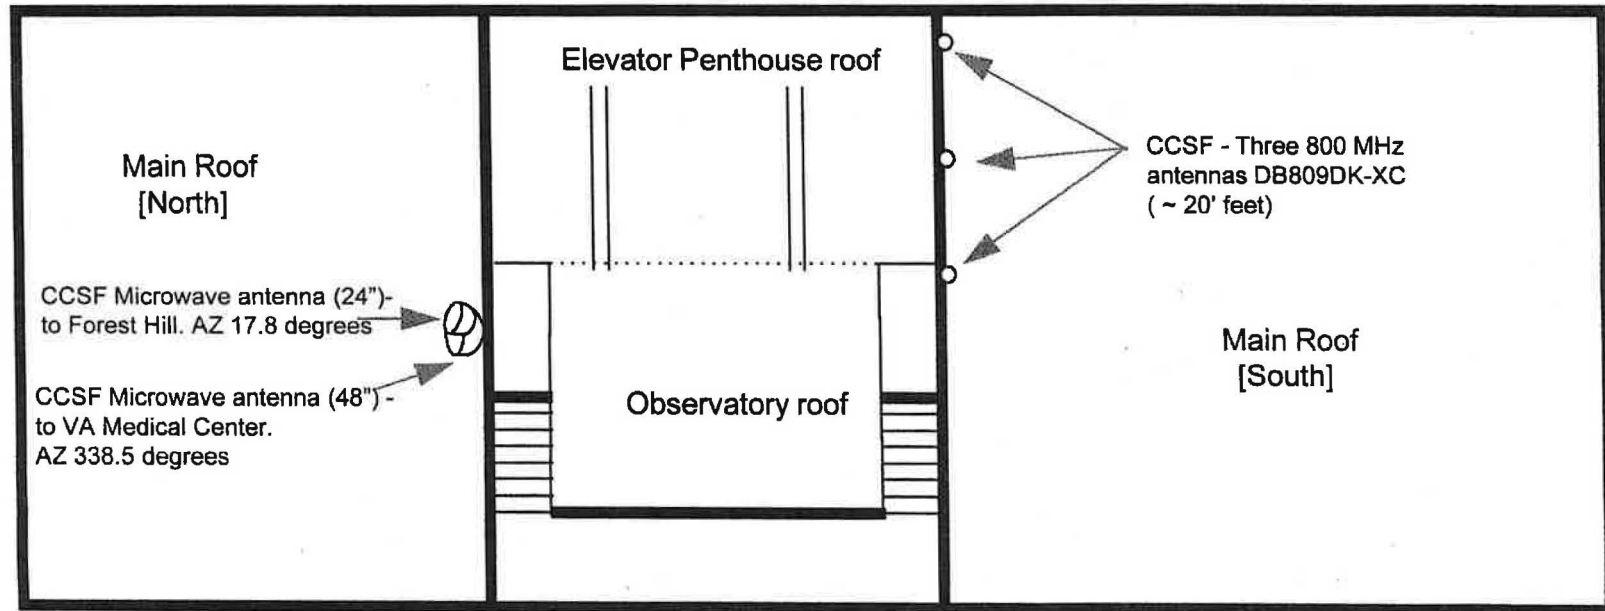 Elevator Penthouse roof
Main Roof
[North]
CCSF - Three 800 MHz
antennas DB809DK-XC
( ~ 20' feet)
CCSF Microwave antenna (24")-
to Forest Hill. AZ 17.8 degrees
CCSF Microwave antenna (48") -
to VA Medical Center.
AZ 338.5 degrees
Observatory roof
Main Roof
[South]